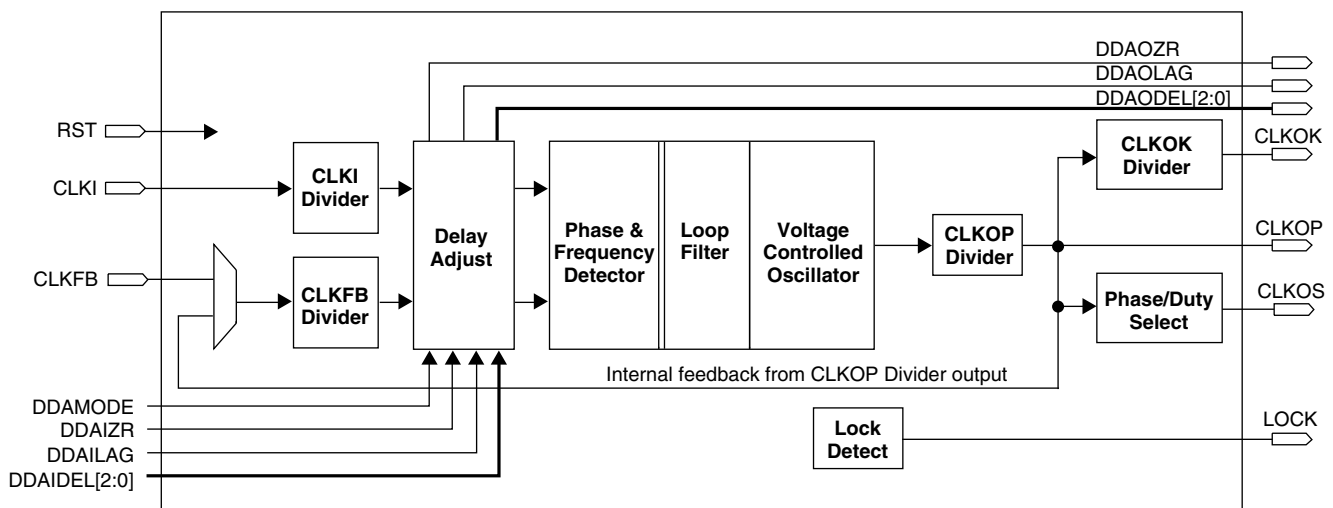 DDAOZR
DDAOLAG
DDAODEL[2:0]
RST
CLKI
CLKFB
CLKI
Divider
CLKFB
Divider
Delay
Adjust
Phase &
Frequency
Detector
Loop
Filter
Voltage
Controlled
Oscillator
CLKOP
Divider
CLKOK
Divider
CLKOK
CLKOP
Phase/Duty
Select
CLKOS
Internal feedback from CLKOP Divider output
DDAMODE
DDAIZR
DDAILAG
DDAIDEL[2:0]
Lock
Detect
LOCK